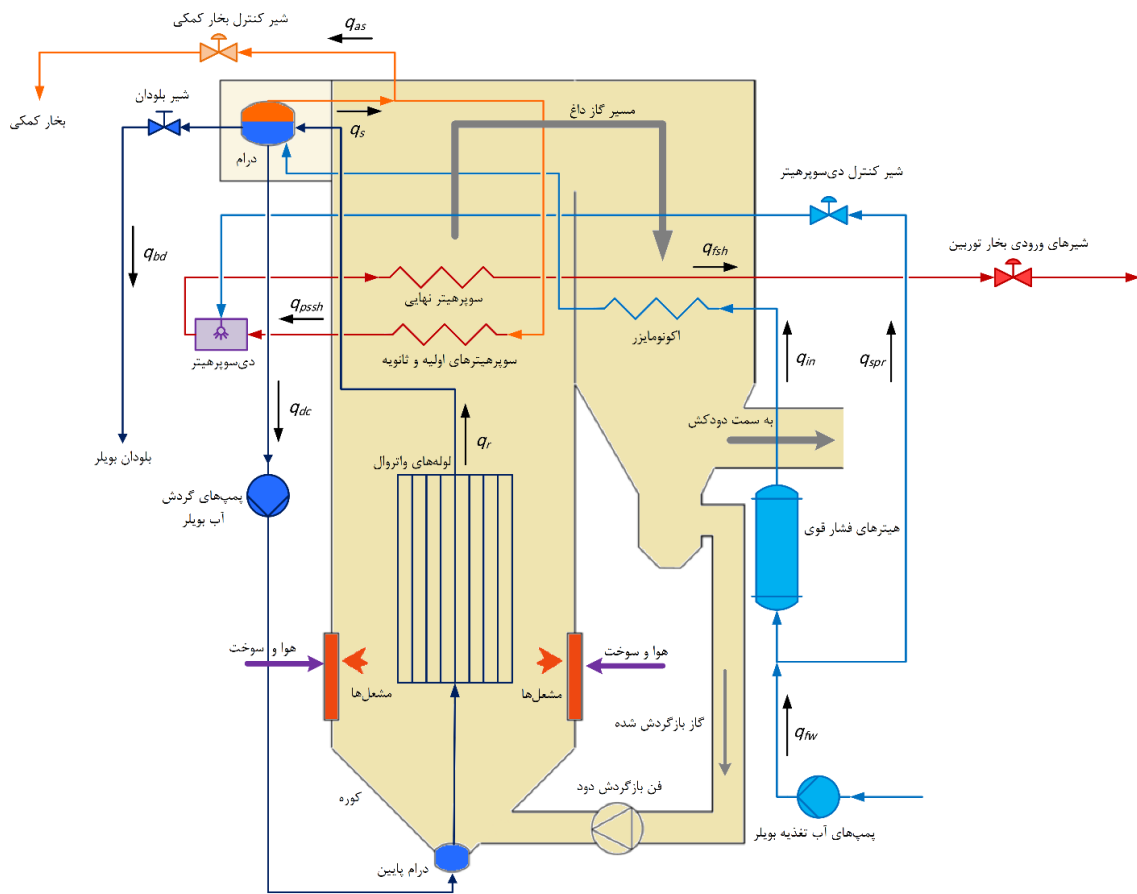 شیر کنترل بخار کمکی
q_as
بخار کمکی
شیر بلودان
درام
q_s
مسیر گاز داغ
شیر کنترل دی‌سوپرهیتر
شیرهای ورودی بخار توربین
q_fsh
q_bd
سوپرهیتر نهایی
q_pssh
اکونومایزر
دی‌سوپرهیتر
سوپرهیترهای اولیه و ثانویه
q_in
q_spr
q_dc
q_r
به سمت دودکش
بلودان بویلر
لوله‌های واتروال
پمپ‌های گردش
آب بویلر
هیترهای فشار قوی
هوا و سوخت
هوا و سوخت
مشعل‌ها
مشعل‌ها
گاز بازگردش شده
q_fw
فن بازگردش دود
کوره
پمپ‌های آب تغذیه بویلر
درام پایین